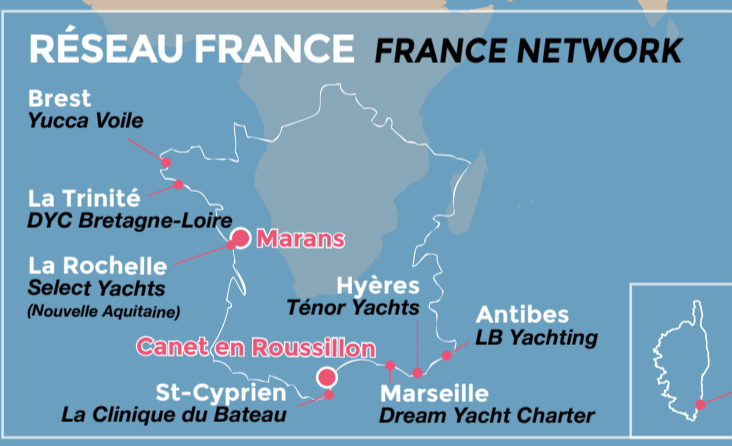 RÉSEAU FRANCE FRANCE NETWORK
Brest
Yucca Voile
La Trinité
DYC Bretagne-Loire
Marans
La Rochelle
Select Yachts
(Nouvelle Aquitaine)
Hyères
Ténor Yachts
Antibes
LB Yachting
Canet en Roussillon
St-Cyprien
La Clinique du Bateau
Marseille
Dream Yacht Charter